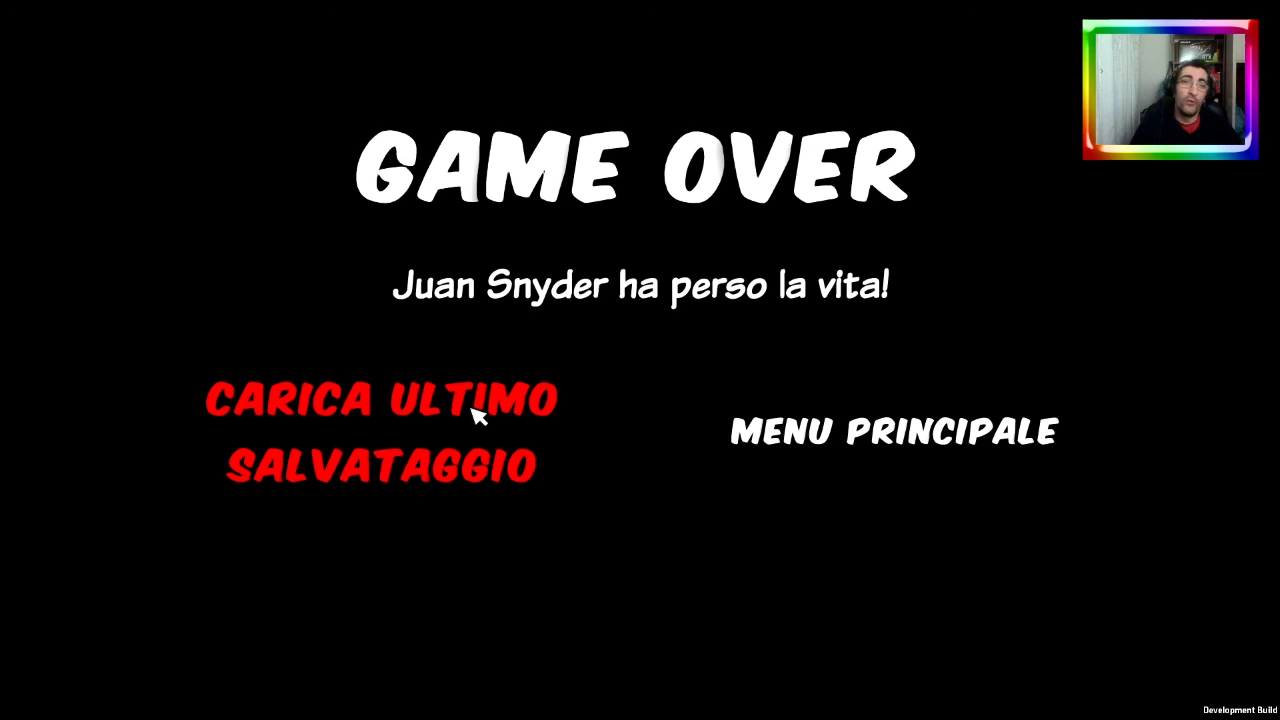 GAME OVER
Juan Snyder ha perso la vita!
CARICA ULTIMO
SALVATAGGIO
MENU PRINCIPALE
Development Build